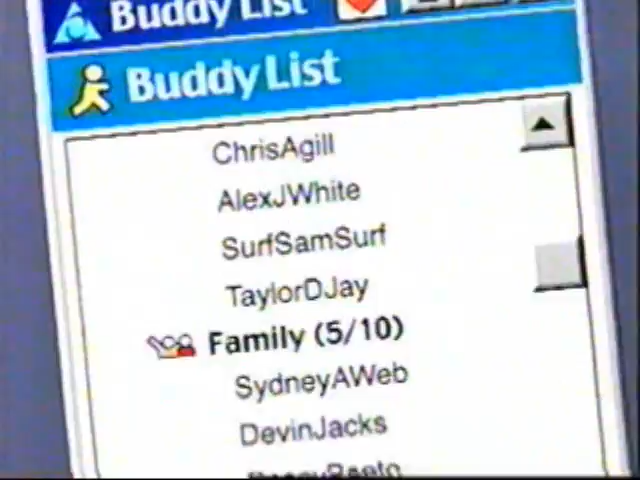 Buddy List
Buddy List
ChrisAgill
AlexJWhite
SurfSamSurf
TaylorDJay
Family (5/10)
SydneyAWeb
DevinJacks